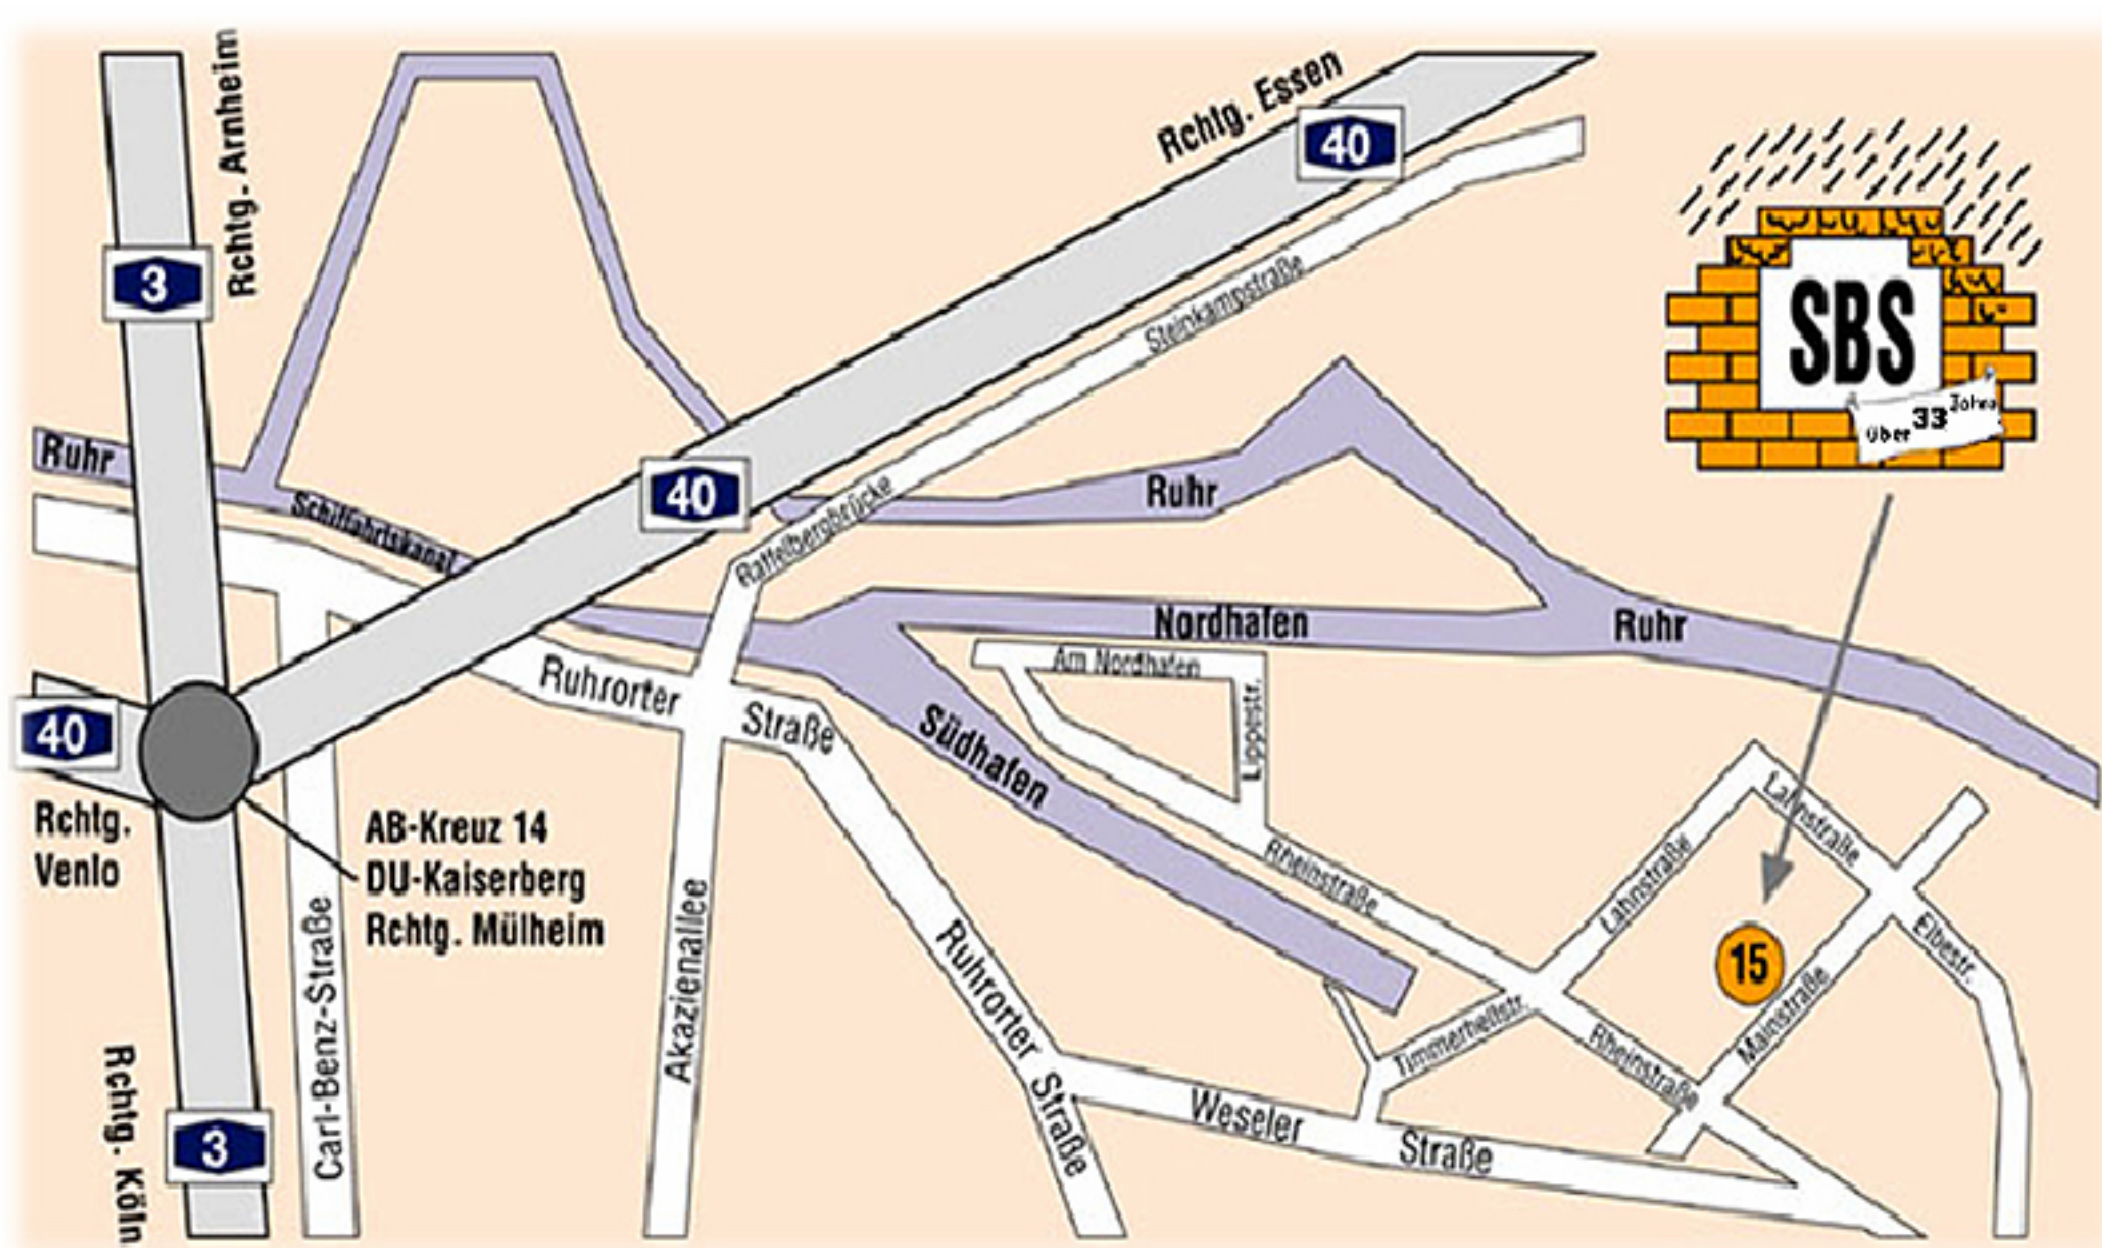 Rchtg. Arnheim
3
Rchtg. Essen
40
Steinkampstraße
SBS
über 33 Jahre
Ruhr
Schiffahrtskanal
40
Raffelbergbrücke
Ruhr
Nordhafen
Ruhr
Am Nordhafen
Lippestr.
Ruhrorter Straße
Südhafen
40
Rchtg.
Venlo
AB-Kreuz 14
DU-Kaiserberg
Rchtg. Mülheim
Rheinstraße
Lahnstraße
Lahnstraße
Elbestr.
15
Mainstraße
Carl-Benz-Straße
Akazienallee
Ruhrorter Straße
Timmerhellstr.
Rheinstraße
Weseler Straße
Rchtg. Köln
3